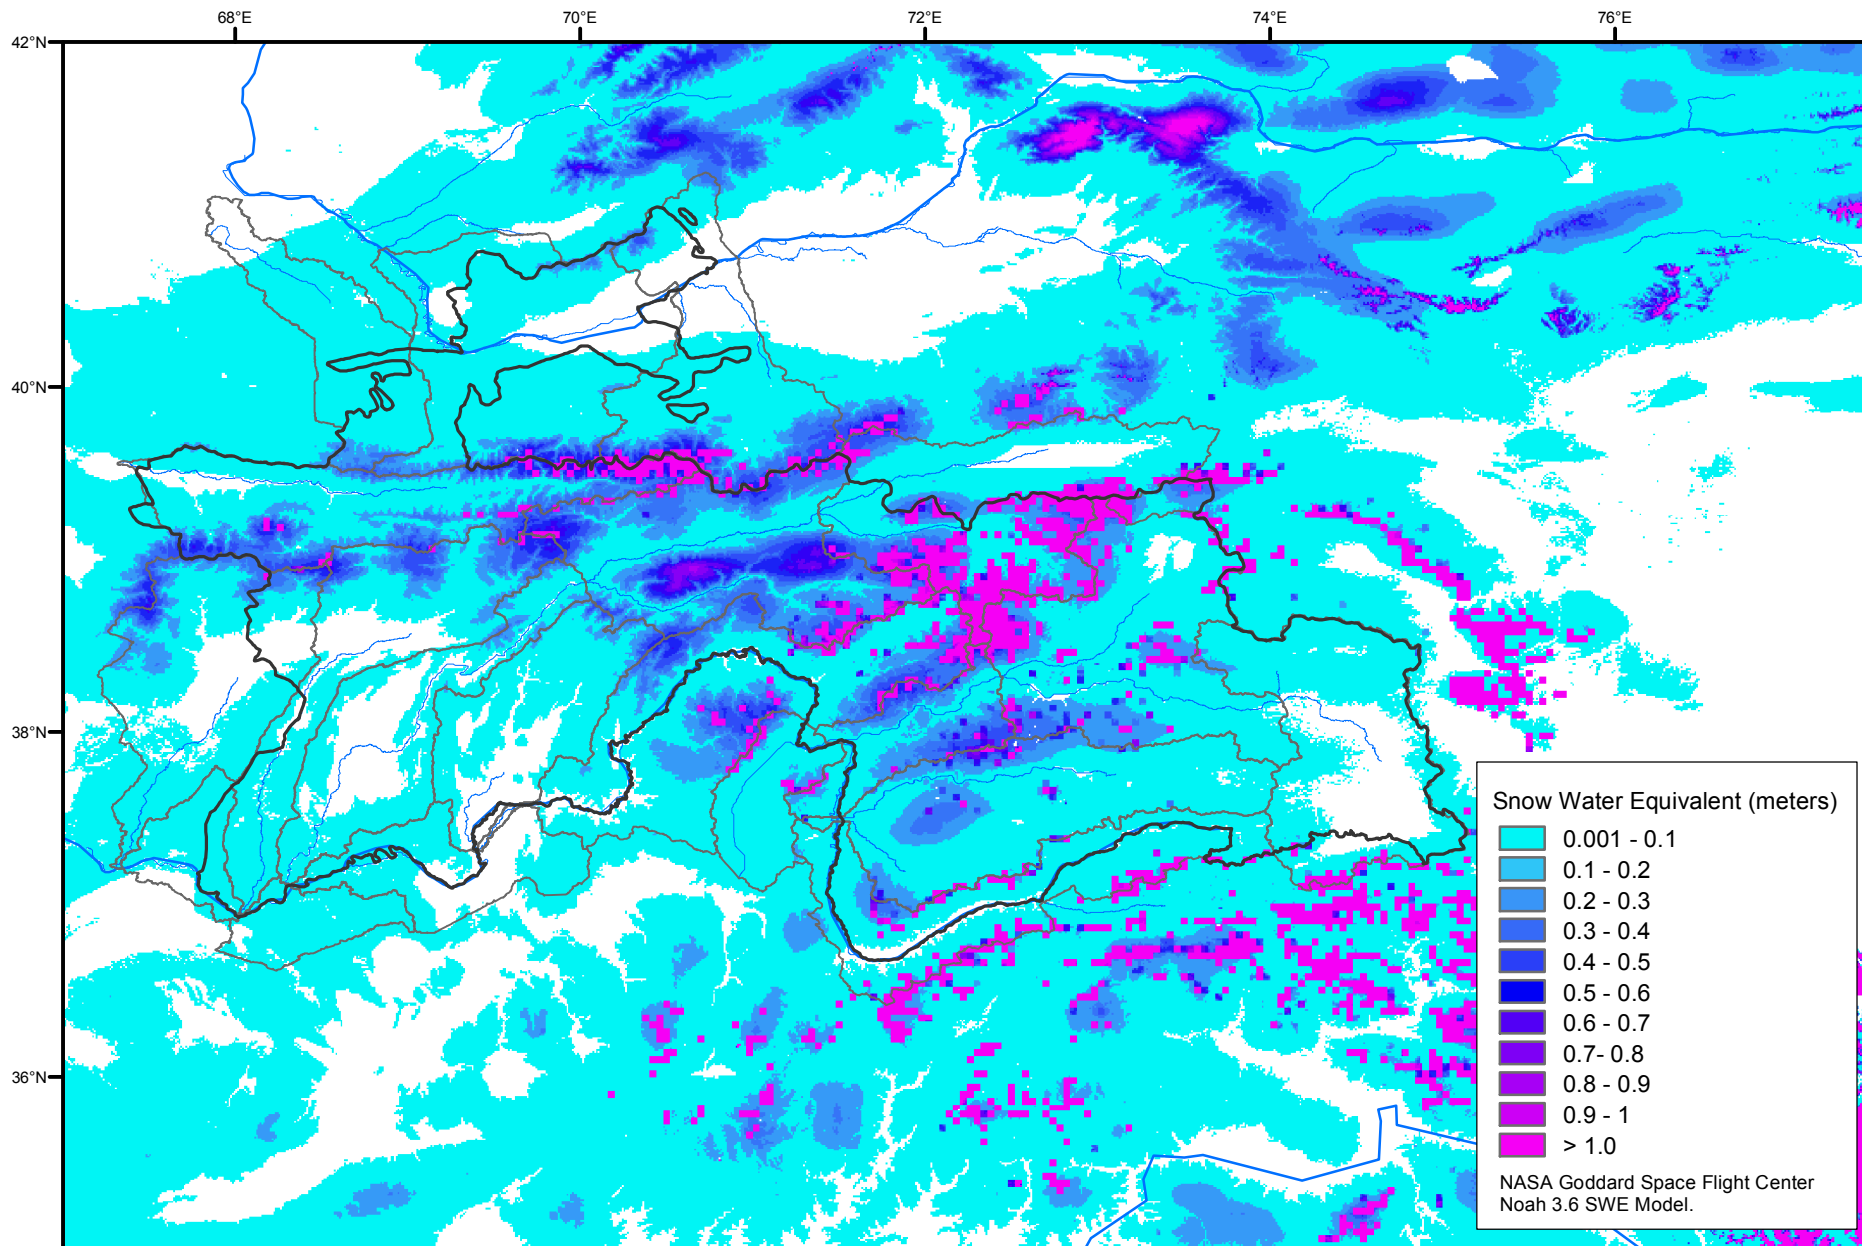 68°E 70°E 72°E 74°E 76°E
42°N
40°N
38°N
36°N
Snow Water Equivalent (meters)
0.001 - 0.1
0.1 - 0.2
0.2 - 0.3
0.3 - 0.4
0.4 - 0.5
0.5 - 0.6
0.6 - 0.7
0.7- 0.8
0.8 - 0.9
0.9 - 1
> 1.0
NASA Goddard Space Flight Center
Noah 3.6 SWE Model.